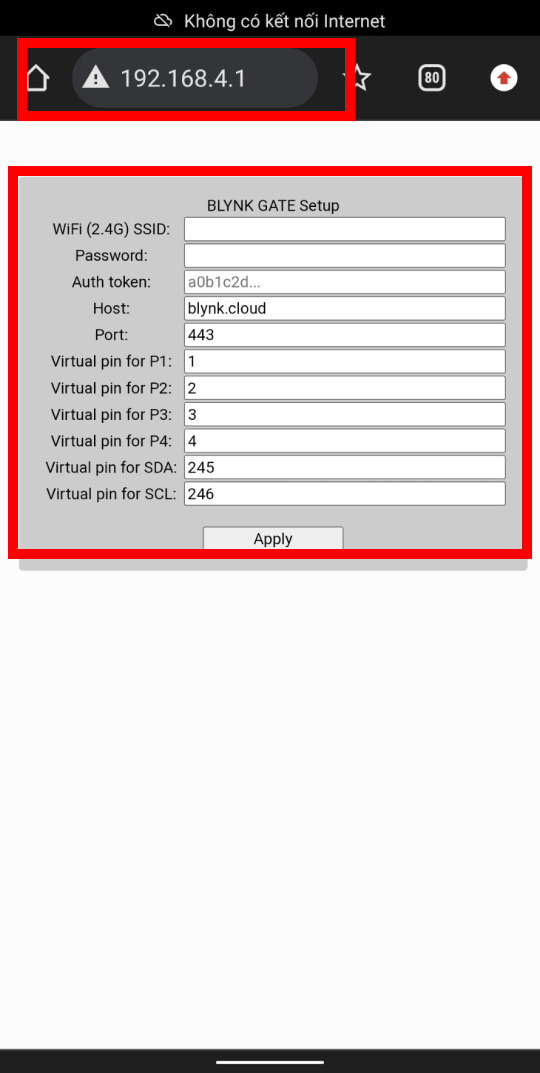 Không có kết nối Internet
192.168.4.1
80
BLYNK GATE Setup
WiFi (2.4G) SSID:
Password:
Auth token: a0b1c2d...
Host: blynk.cloud
Port: 443
Virtual pin for P1: 1
Virtual pin for P2: 2
Virtual pin for P3: 3
Virtual pin for P4: 4
Virtual pin for SDA: 245
Virtual pin for SCL: 246
Apply